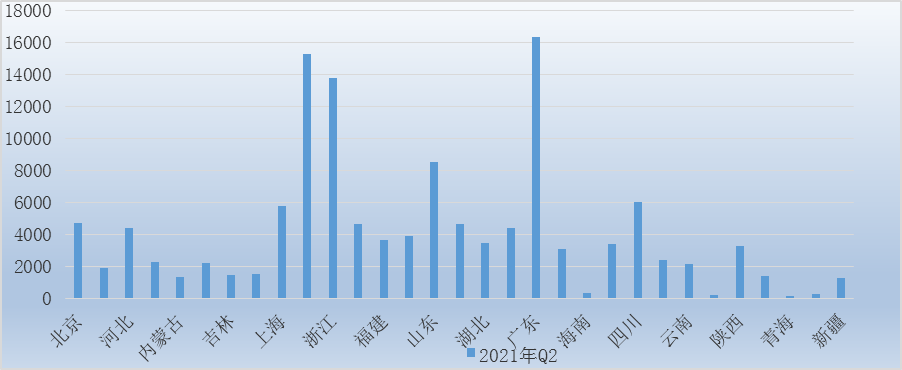 18000
16000
14000
12000
10000
8000
6000
4000
2000
0
北京
河北
内蒙古
吉林
上海
浙江
福建
山东
湖北
广东
海南
四川
云南
陕西
青海
新疆
2021年Q2